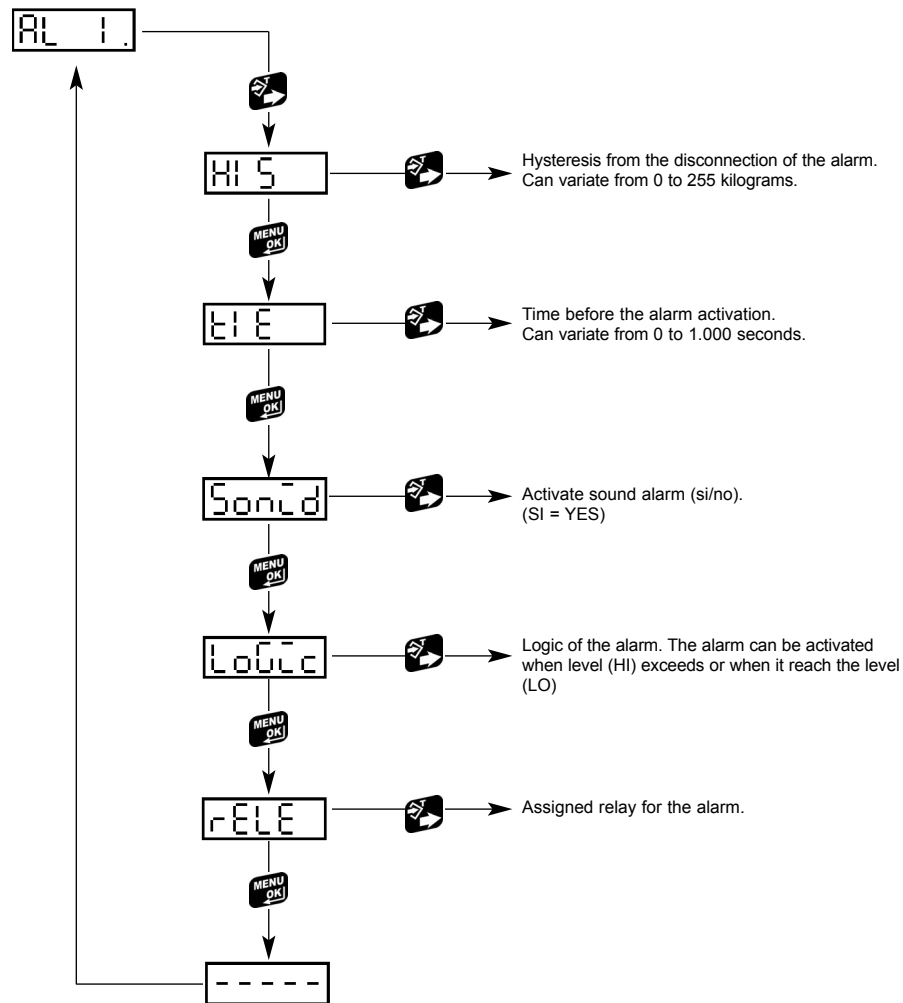 AL 1.
T
HI S
T
Hysteresis from the disconnection of the alarm.
Can variate from 0 to 255 kilograms.
MENU
OK
tI E
T
Time before the alarm activation.
Can variate from 0 to 1.000 seconds.
MENU
OK
Sonid
T
Activate sound alarm (si/no).
(SI = YES)
MENU
OK
LoGic
T
Logic of the alarm. The alarm can be activated
when level (HI) exceeds or when it reach the level
(LO)
MENU
OK
rELE
T
Assigned relay for the alarm.
MENU
OK
-----